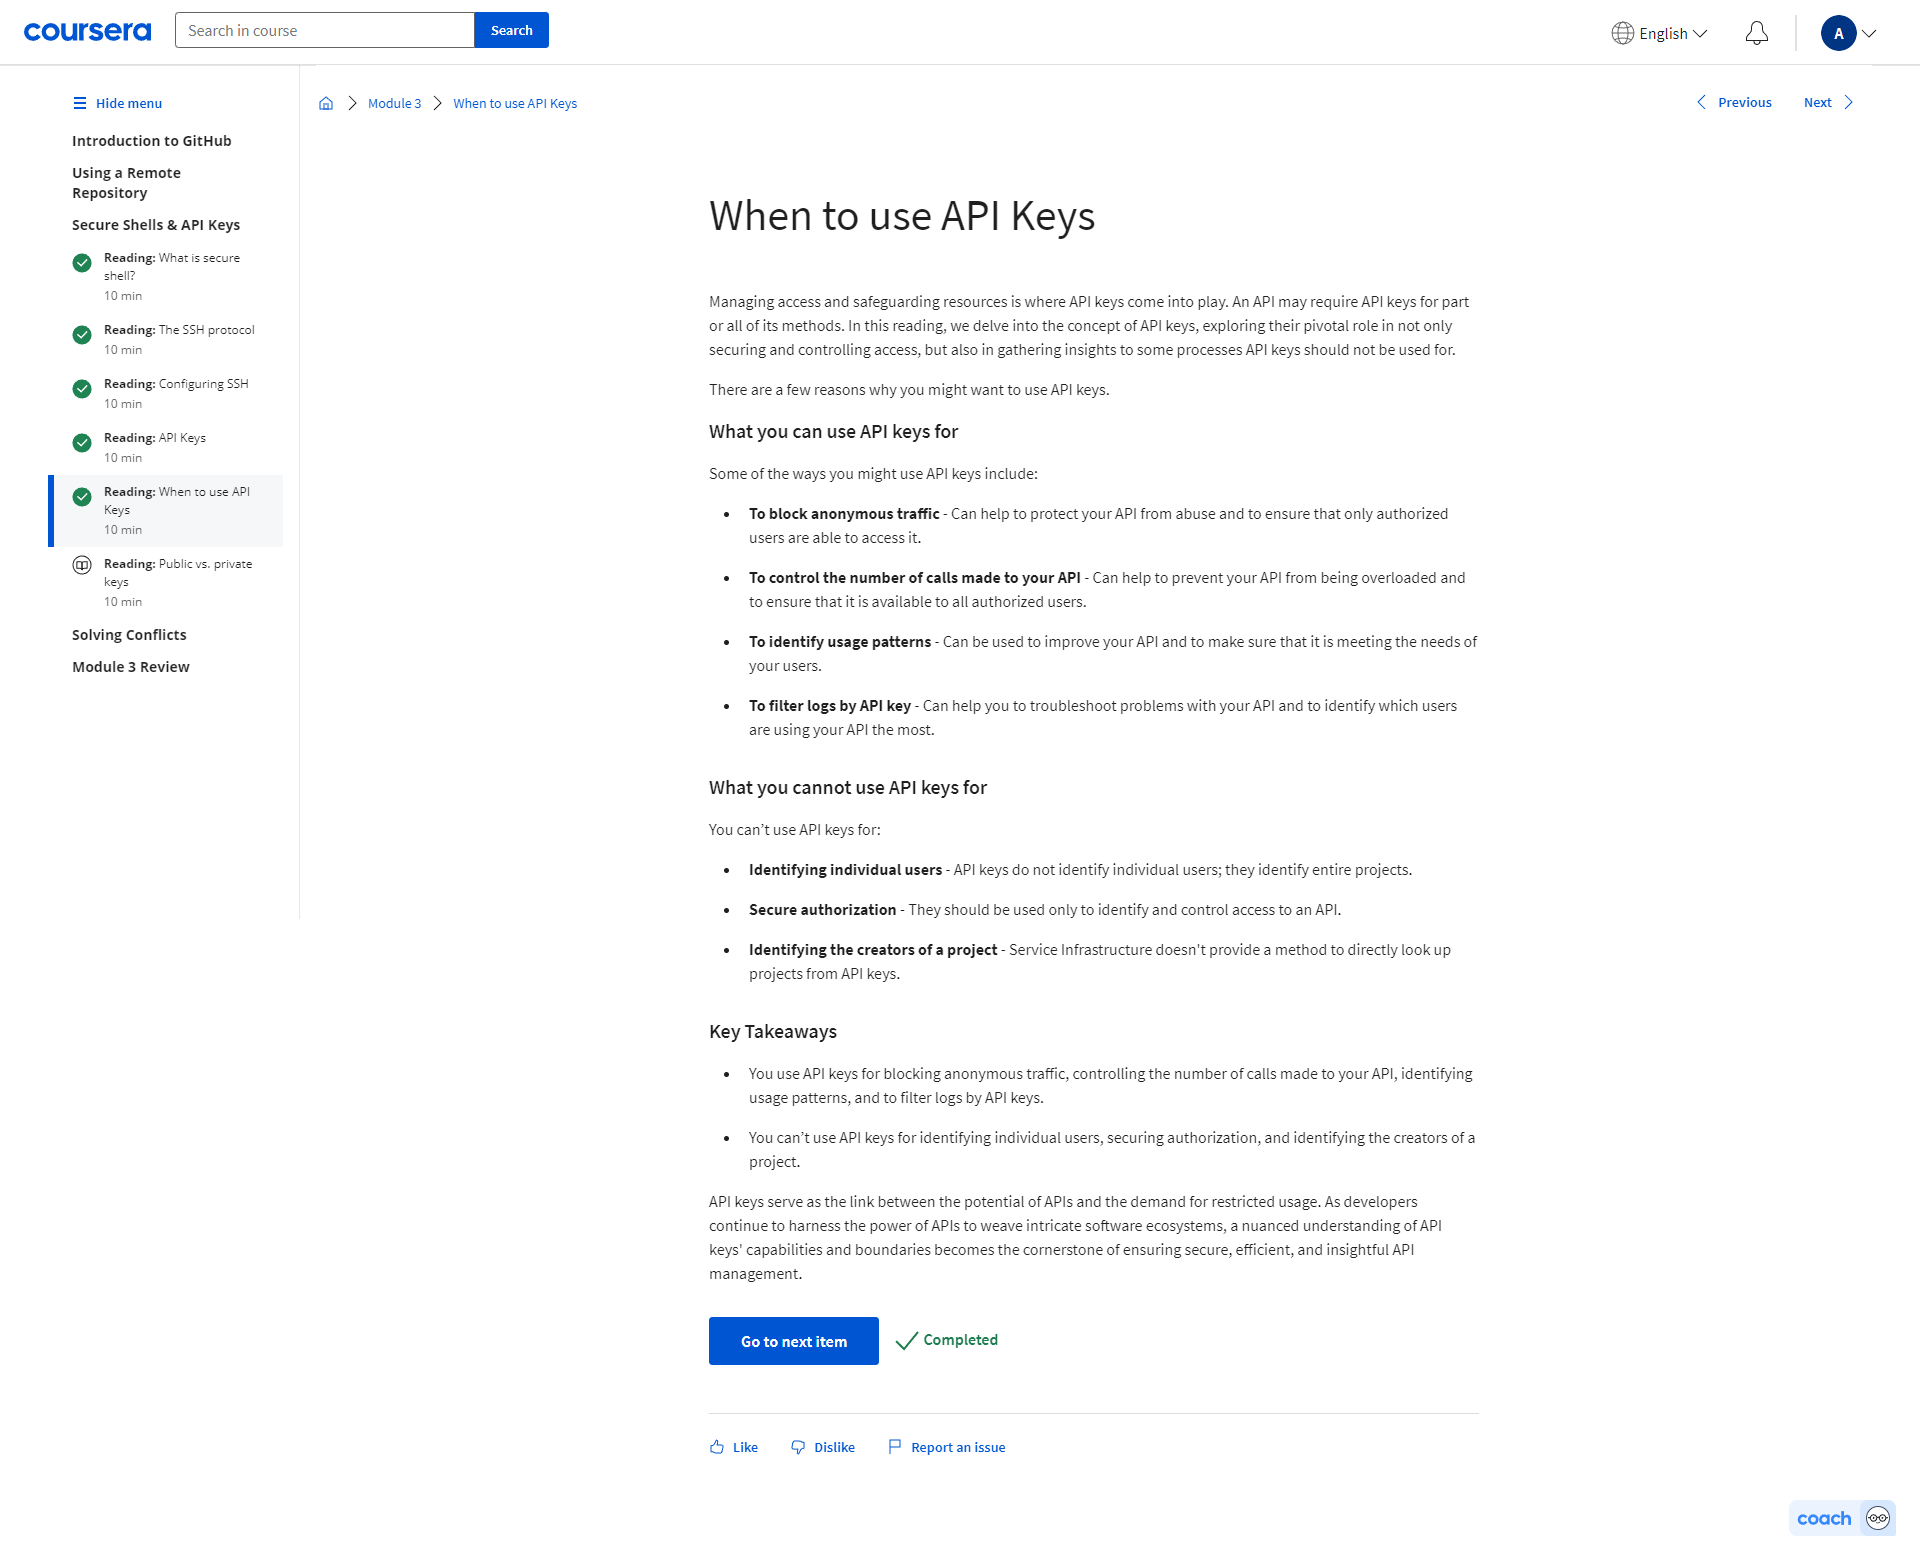 coursera
Search in course
Search
English
A
Hide menu
Introduction to GitHub
Using a Remote
Repository
Secure Shells & API Keys
Reading: What is secure
shell?
10 min
Reading: The SSH protocol
10 min
Reading: Configuring SSH
10 min
Reading: API Keys
10 min
Reading: When to use API
Keys
10 min
Reading: Public vs. private
keys
10 min
Solving Conflicts
Module 3 Review
Module 3
When to use API Keys
Previous
Next
When to use API Keys
Managing access and safeguarding resources is where API keys come into play. An API may require API keys for part
or all of its methods. In this reading, we delve into the concept of API keys, exploring their pivotal role in not only
securing and controlling access, but also in gathering insights to some processes API keys should not be used for.
There are a few reasons why you might want to use API keys.
What you can use API keys for
Some of the ways you might use API keys include:
• To block anonymous traffic - Can help to protect your API from abuse and to ensure that only authorized
users are able to access it.
• To control the number of calls made to your API - Can help to prevent your API from being overloaded and
to ensure that it is available to all authorized users.
• To identify usage patterns - Can be used to improve your API and to make sure that it is meeting the needs of
your users.
• To filter logs by API key - Can help you to troubleshoot problems with your API and to identify which users
are using your API the most.
What you cannot use API keys for
You can’t use API keys for:
• Identifying individual users - API keys do not identify individual users; they identify entire projects.
• Secure authorization - They should be used only to identify and control access to an API.
• Identifying the creators of a project - Service Infrastructure doesn't provide a method to directly look up
projects from API keys.
Key Takeaways
• You use API keys for blocking anonymous traffic, controlling the number of calls made to your API, identifying
usage patterns, and to filter logs by API keys.
• You can’t use API keys for identifying individual users, securing authorization, and identifying the creators of a
project.
API keys serve as the link between the potential of APIs and the demand for restricted usage. As developers
continue to harness the power of APIs to weave intricate software ecosystems, a nuanced understanding of API
keys' capabilities and boundaries becomes the cornerstone of ensuring secure, efficient, and insightful API
management.
Go to next item
Completed
Like
Dislike
Report an issue
coach